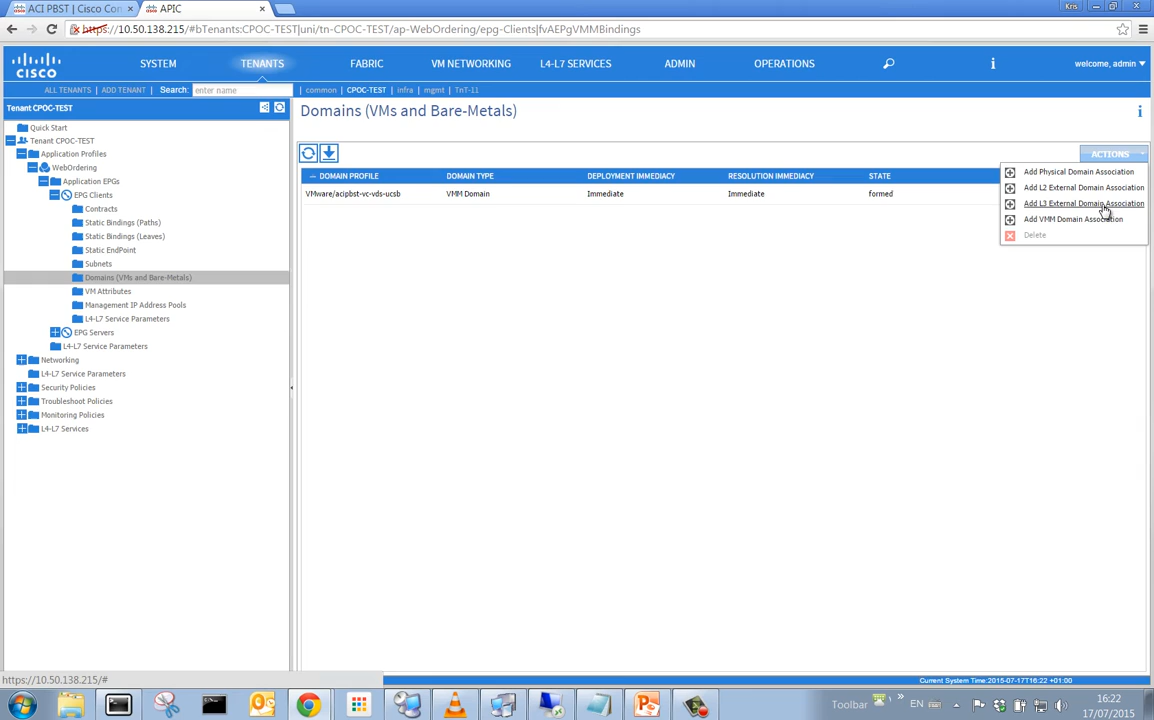 ACI PBST | Cisco Con
APIC
Kris
https://10.50.138.215/#bTenants:CPOC-TEST|uni/tn-CPOC-TEST/ap-WebOrdering/epg-Clients|fvAEPgVMMBindings
CISCO
SYSTEM
TENANTS
FABRIC
VM NETWORKING
L4-L7 SERVICES
ADMIN
OPERATIONS
welcome, admin
ALL TENANTS | ADD TENANT | Search: enter name | common | CPOC-TEST | infra | mgmt | TnT-11
Tenant CPOC-TEST
Quick Start
Tenant CPOC-TEST
Application Profiles
WebOrdering
Application EPGs
EPG Clients
Contracts
Static Bindings (Paths)
Static Bindings (Leaves)
Static EndPoint
Subnets
Domains (VMs and Bare-Metals)
VM Attributes
Management IP Address Pools
L4-L7 Service Parameters
EPG Servers
L4-L7 Service Parameters
Networking
L4-L7 Service Parameters
Security Policies
Troubleshoot Policies
Monitoring Policies
L4-L7 Services
Domains (VMs and Bare-Metals)
i
ACTIONS
DOMAIN PROFILE DOMAIN TYPE DEPLOYMENT IMMEDIACY RESOLUTION IMMEDIACY STATE
VMware/acipbst-vc-vds-ucsb VMM Domain Immediate Immediate formed
Add Physical Domain Association
Add L2 External Domain Association
Add L3 External Domain Association
Add VMM Domain Association
Delete
https://10.50.138.215/#
Current System Time:2015-07-17T16:22 +01:00
Toolbar
EN
16:22
17/07/2015